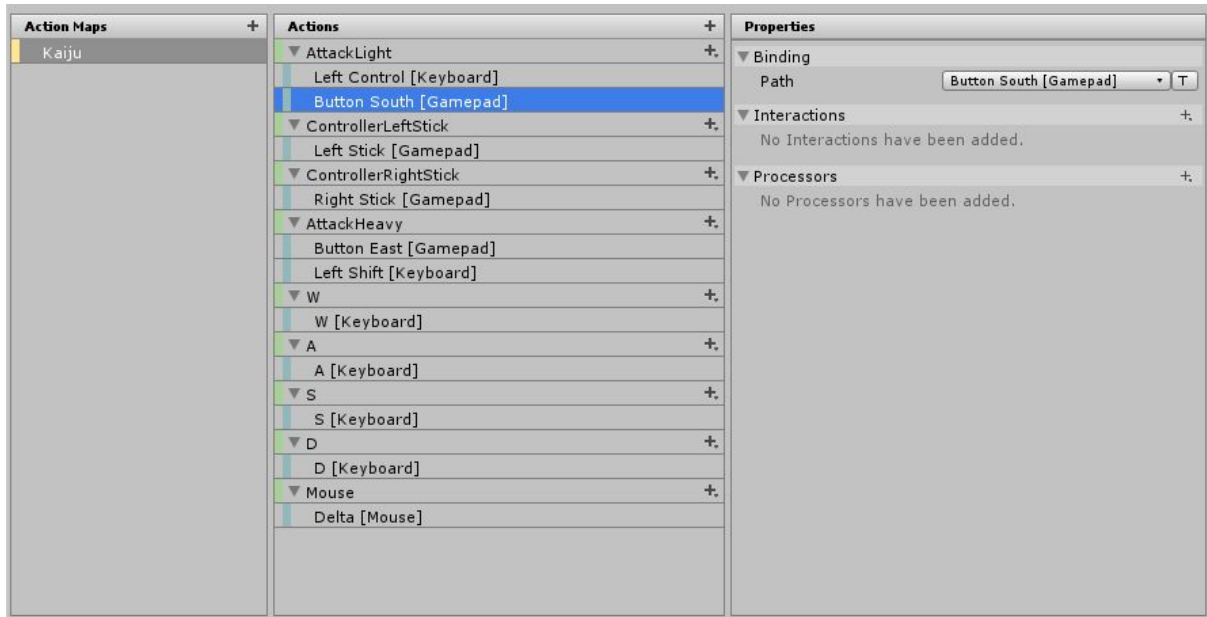 Action Maps +
Kaiju
Actions +
AttackLight +
Left Control [Keyboard]
Button South [Gamepad]
ControllerLeftStick +
Left Stick [Gamepad]
ControllerRightStick +
Right Stick [Gamepad]
AttackHeavy +
Button East [Gamepad]
Left Shift [Keyboard]
W +
W [Keyboard]
A +
A [Keyboard]
S +
S [Keyboard]
D +
D [Keyboard]
Mouse +
Delta [Mouse]
Properties
Binding
Path Button South [Gamepad] T
Interactions +
No Interactions have been added.
Processors +
No Processors have been added.